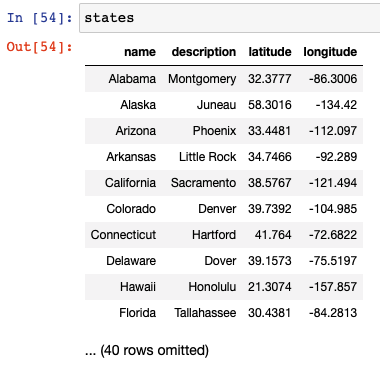 In [54]: states
Out[54]:
name description latitude longitude
Alabama Montgomery 32.3777 -86.3006
Alaska Juneau 58.3016 -134.42
Arizona Phoenix 33.4481 -112.097
Arkansas Little Rock 34.7466 -92.289
California Sacramento 38.5767 -121.494
Colorado Denver 39.7392 -104.985
Connecticut Hartford 41.764 -72.6822
Delaware Dover 39.1573 -75.5197
Hawaii Honolulu 21.3074 -157.857
Florida Tallahassee 30.4381 -84.2813
... (40 rows omitted)